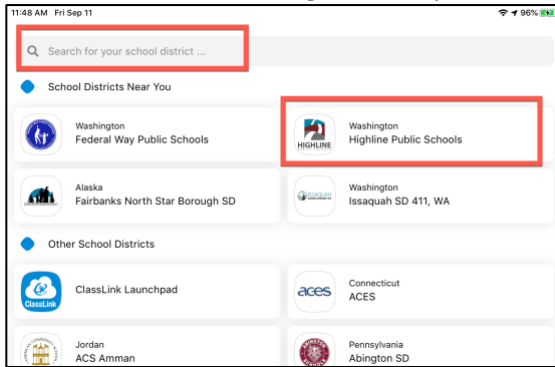 11:48 AM Fri Sep 11
96%
Search for your school district ...
School Districts Near You
Washington
Federal Way Public Schools
HIGHLINE
Washington
Highline Public Schools
Alaska
Fairbanks North Star Borough SD
ISSAQUAH
Washington
Issaquah SD 411, WA
Other School Districts
ClassLink
ClassLink Launchpad
aces
Connecticut
ACES
Jordan
ACS Amman
Pennsylvania
Abington SD